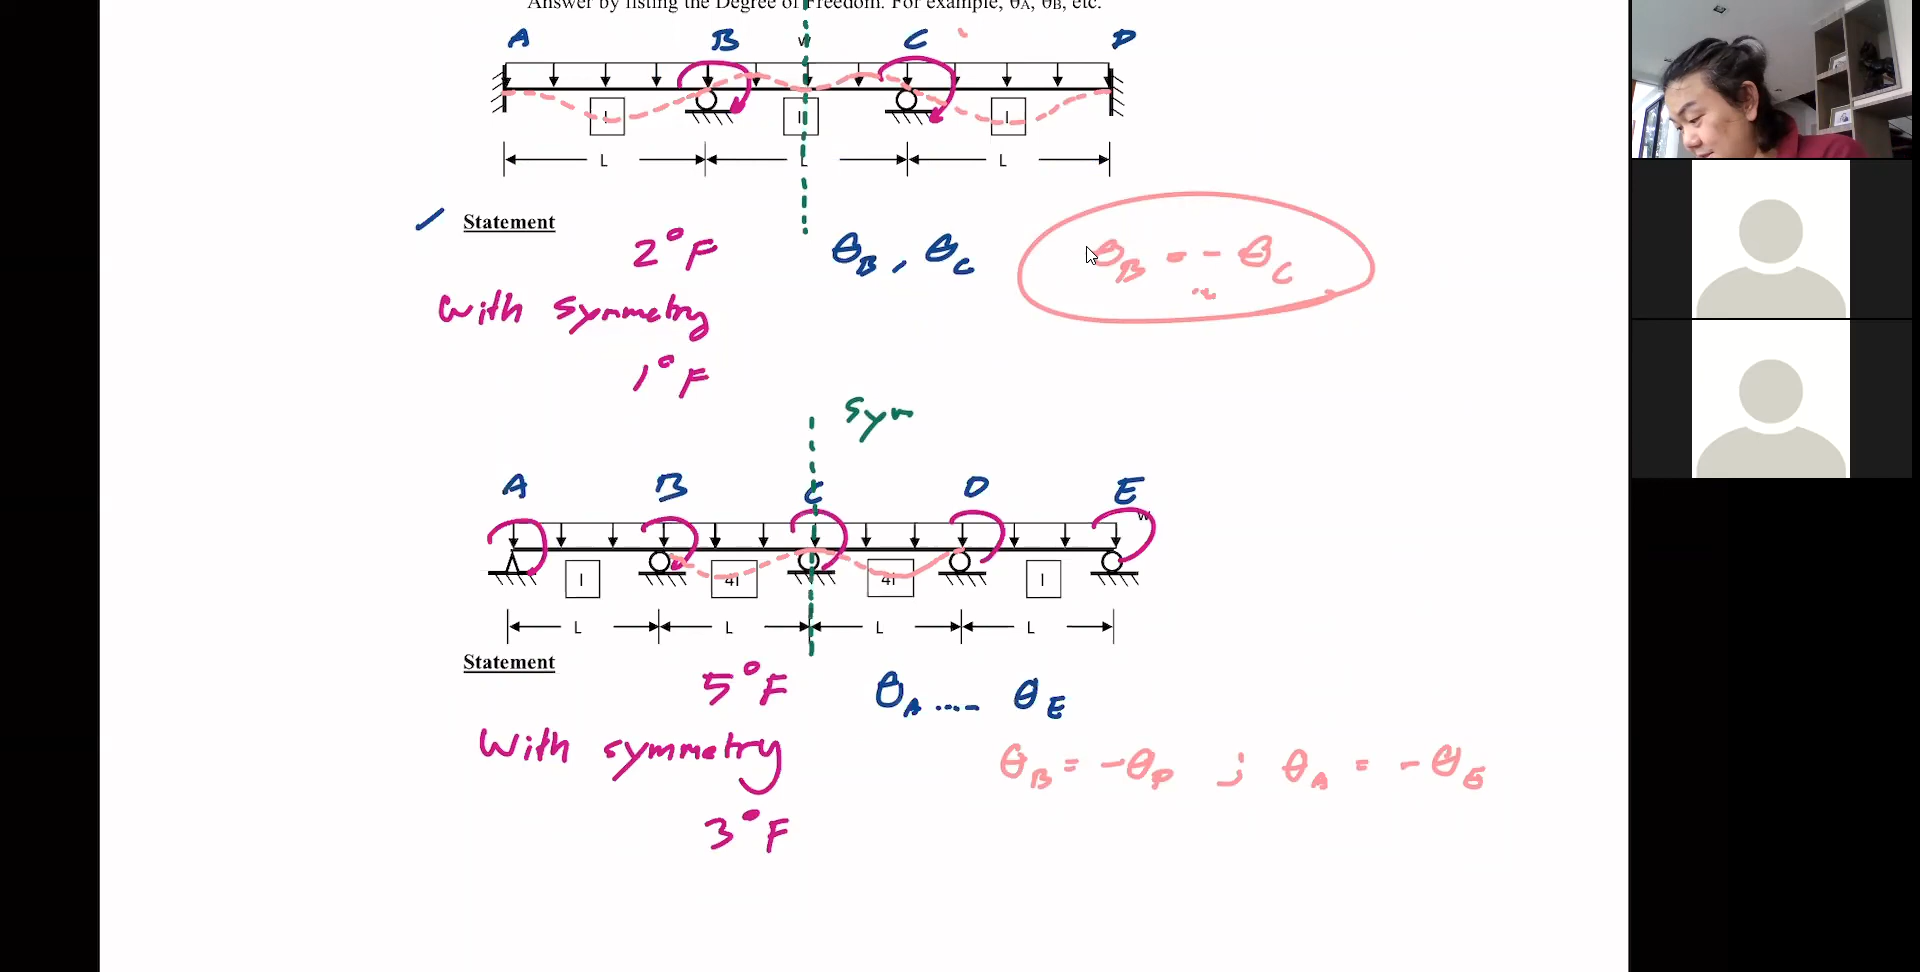 Answer by listing the Degree of Freedom. For example, θA, θB, etc.
A B w C D
I I I
L L L
Statement
2°F θB, θC θB = - θC
With symmetry
1°F
Sym
A B C D E
w
I 4I 4I I
L L L L
Statement
5°F θA .... θE
With symmetry θB = -θD ; θA = -θE
3°F